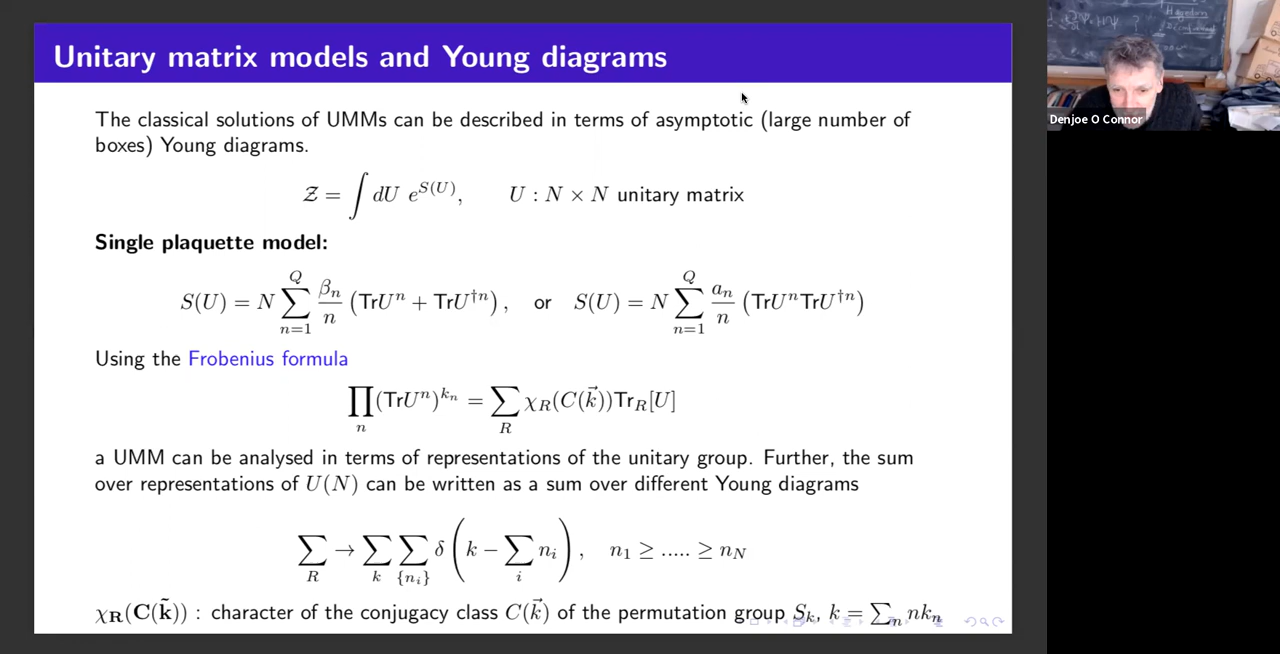 Unitary matrix models and Young diagrams
The classical solutions of UMMs can be described in terms of asymptotic (large number of
boxes) Young diagrams.
𝒵 = ∫ dU e^{S(U)}, U : N × N unitary matrix
Single plaquette model:
S(U) = N ∑_{n=1}^{Q} β_n/n (TrU^n + TrU^{†n}), or S(U) = N ∑_{n=1}^{Q} a_n/n (TrU^n TrU^{†n})
Using the Frobenius formula
∏_n (TrU^n)^{k_n} = ∑_R χ_R(C(k⃗))Tr_R[U]
a UMM can be analysed in terms of representations of the unitary group. Further, the sum
over representations of U(N) can be written as a sum over different Young diagrams
∑_R → ∑_k ∑_{{n_i}} δ(k − ∑_i n_i), n_1 ≥ ..... ≥ n_N
χ_R(C(k̃)) : character of the conjugacy class C(k⃗) of the permutation group S_k, k = ∑_n nk_n
Denjoe O Connor